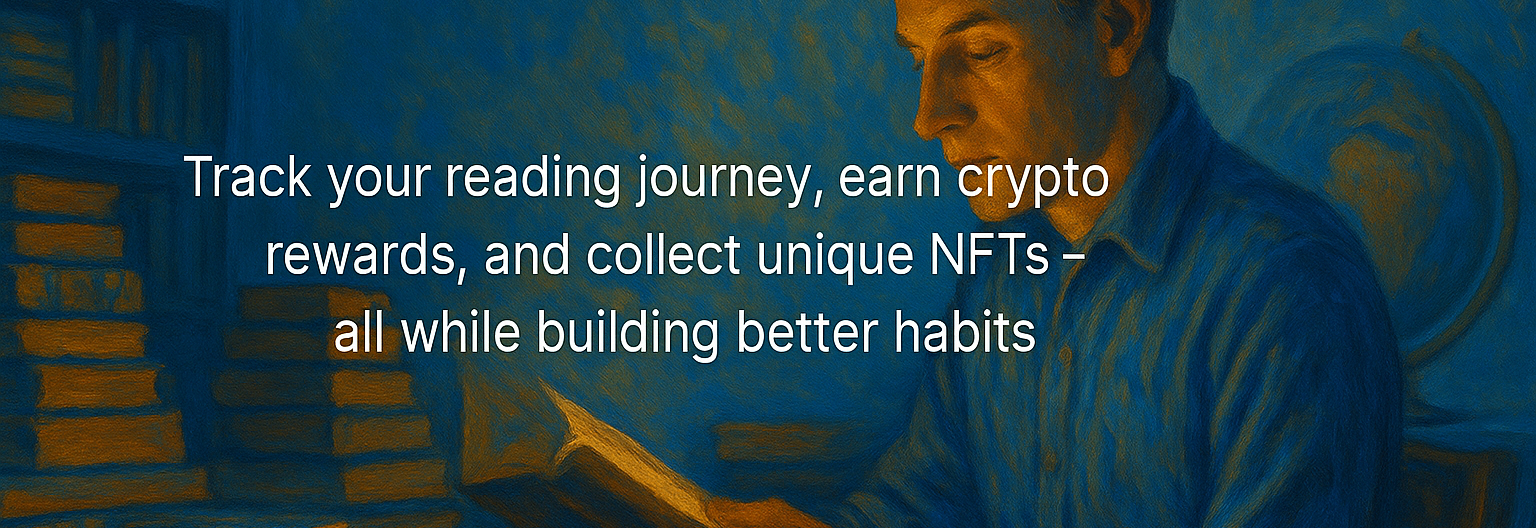 Track your reading journey, earn crypto
rewards, and collect unique NFTs –
all while building better habits